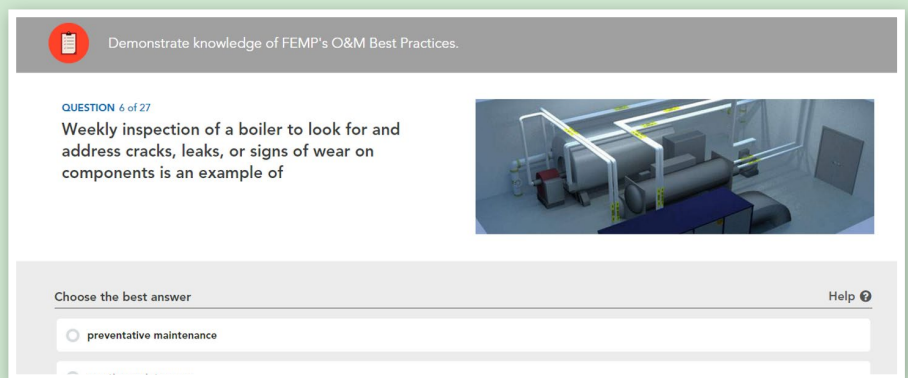 Demonstrate knowledge of FEMP's O&M Best Practices.
QUESTION 6 of 27
Weekly inspection of a boiler to look for and
address cracks, leaks, or signs of wear on
components is an example of
Choose the best answer
Help
preventative maintenance